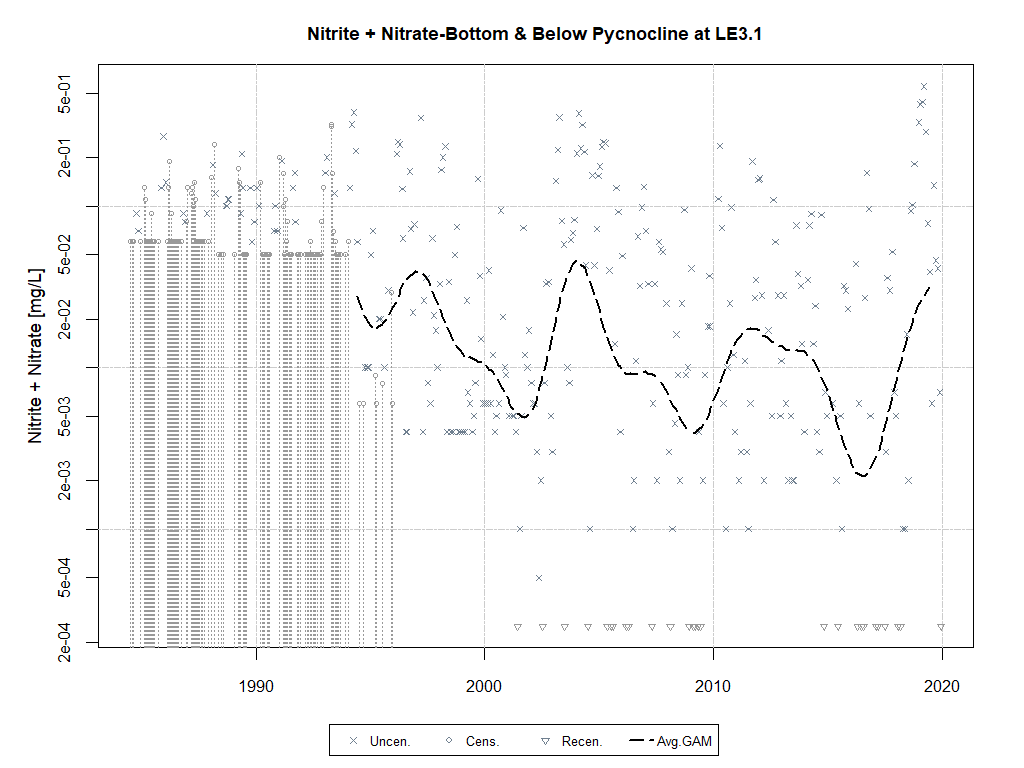 Nitrite + Nitrate-Bottom & Below Pycnocline at LE3.1
Nitrite + Nitrate [mg/L]
5e-01
2e-01
5e-02
2e-02
5e-03
2e-03
5e-04
2e-04
1990 2000 2010 2020
Uncen. Cens. Recen. Avg.GAM